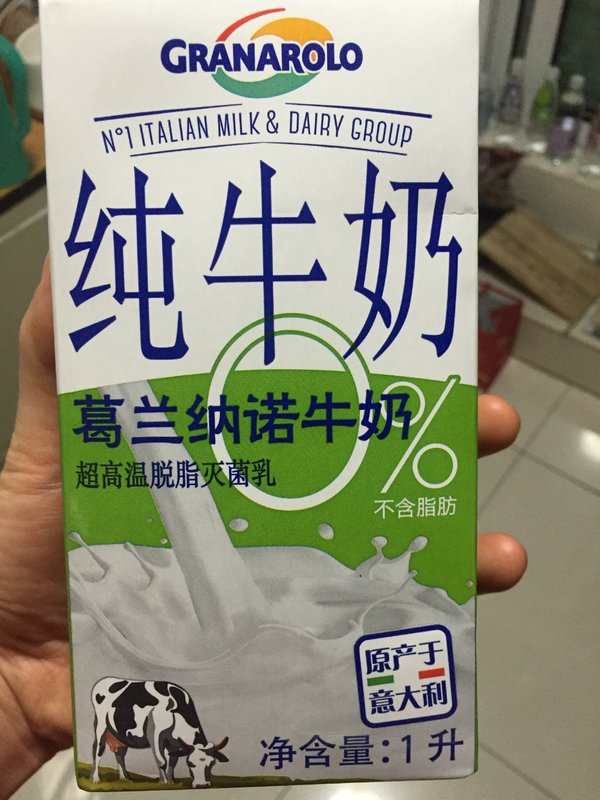 GRANAROLO
N°1 ITALIAN MILK & DAIRY GROUP
纯牛奶
0%
葛兰纳诺牛奶
超高温脱脂灭菌乳
不含脂肪
原产于
意大利
净含量：1升